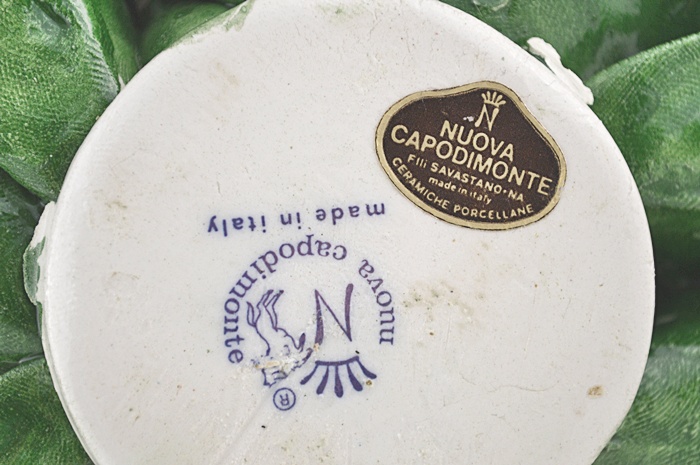 N
NUOVA
CAPODIMONTE
F.lli SAVASTANO-NA
made in italy
CERAMICHE PORCELLANE
nuova capodimonte
N
®
made in italy